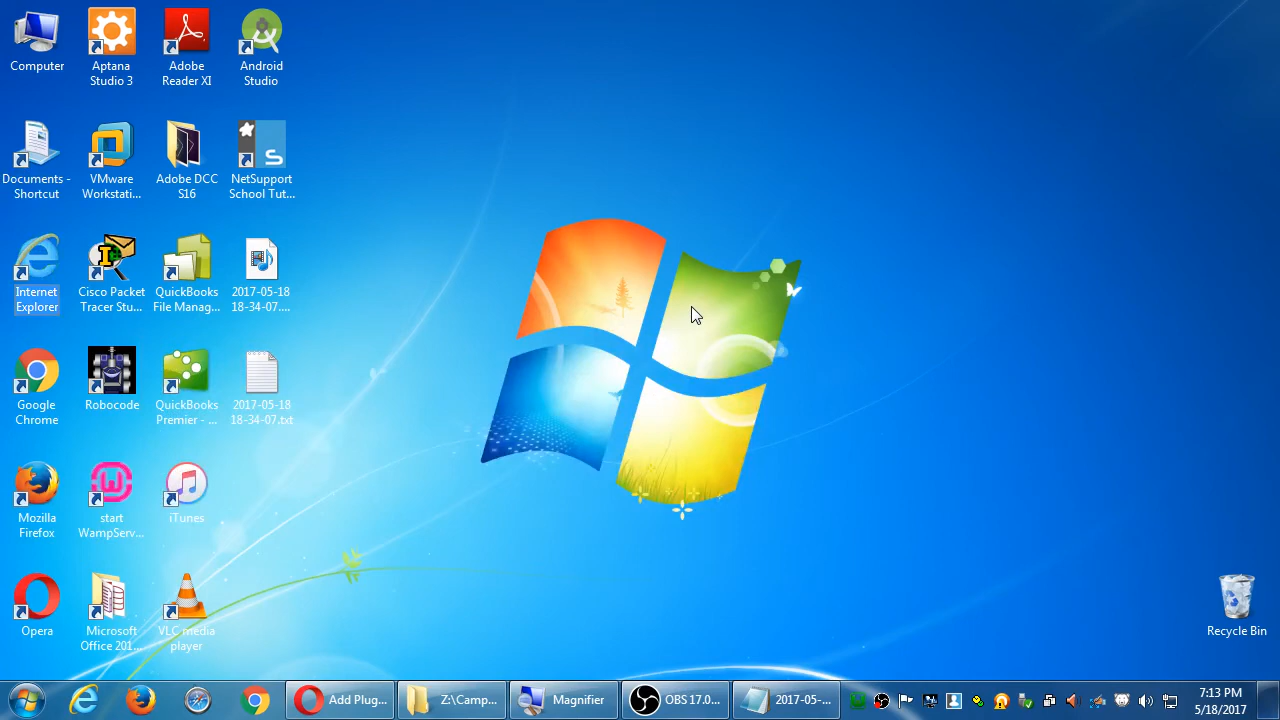 Computer
Aptana
Studio 3
Adobe
Reader XI
Android
Studio
Documents -
Shortcut
VMware
Workstati...
Adobe DCC
S16
NetSupport
School Tut...
Internet
Explorer
Cisco Packet
Tracer Stu...
QuickBooks
File Manag...
2017-05-18
18-34-07....
Google
Chrome
Robocode
QuickBooks
Premier - ...
2017-05-18
18-34-07.txt
Mozilla
Firefox
start
WampServ...
iTunes
Opera
Microsoft
Office 201...
VLC media
player
Recycle Bin
Add Plug...
Z:\Camp...
Magnifier
OBS 17.0...
2017-05-...
7:13 PM
5/18/2017